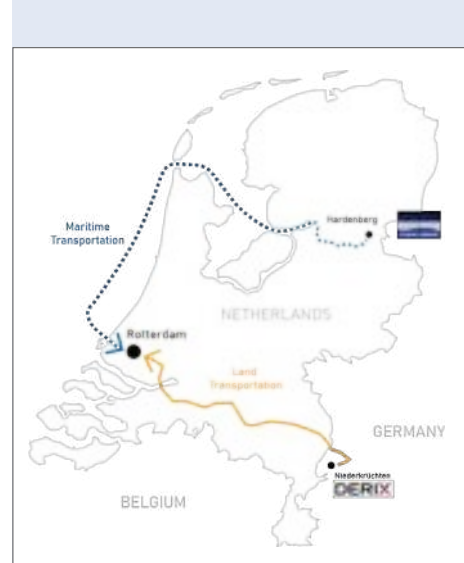 Hardenberg
Maritime
Transportation
NETHERLANDS
Rotterdam
Land
Transportation
GERMANY
Niederkrüchten
DERIX
BELGIUM